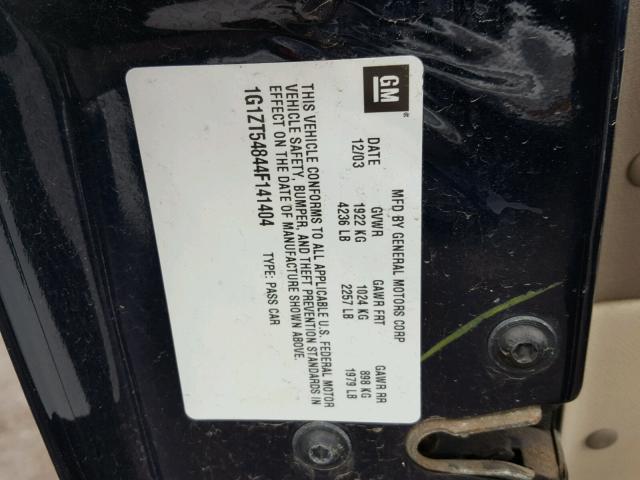 GM
MFD BY GENERAL MOTORS CORP
DATE GVWR GAWR FRT GAWR RR
12/03 1922 KG 1024 KG 898 KG
4236 LB 2257 LB 1979 LB
THIS VEHICLE CONFORMS TO ALL APPLICABLE U.S. FEDERAL MOTOR
VEHICLE SAFETY, BUMPER, AND THEFT PREVENTION STANDARDS IN
EFFECT ON THE DATE OF MANUFACTURE SHOWN ABOVE.
1G1ZT54844F141404 TYPE: PASS CAR